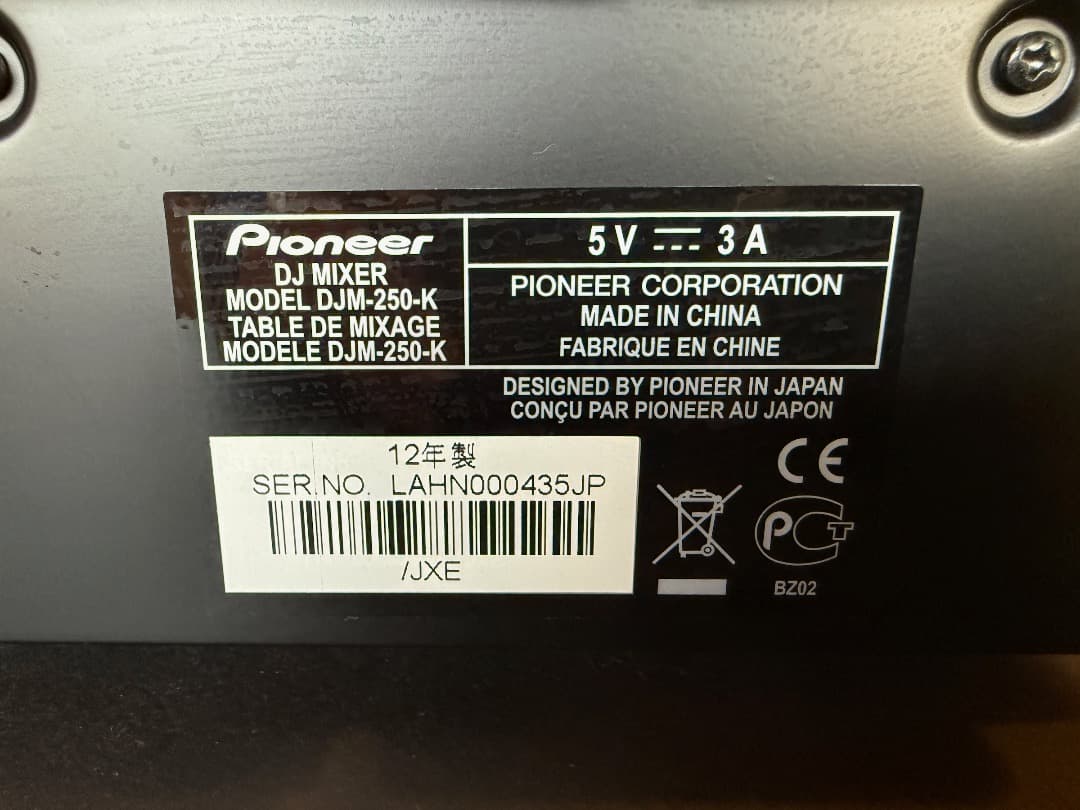 Pioneer
DJ MIXER
MODEL DJM-250-K
TABLE DE MIXAGE
MODELE DJM-250-K
5 V 3 A
PIONEER CORPORATION
MADE IN CHINA
FABRIQUE EN CHINE
DESIGNED BY PIONEER IN JAPAN
CONÇU PAR PIONEER AU JAPON
12年製
SER.NO. LAHN000435JP
/JXE
CE
PCT
BZ02